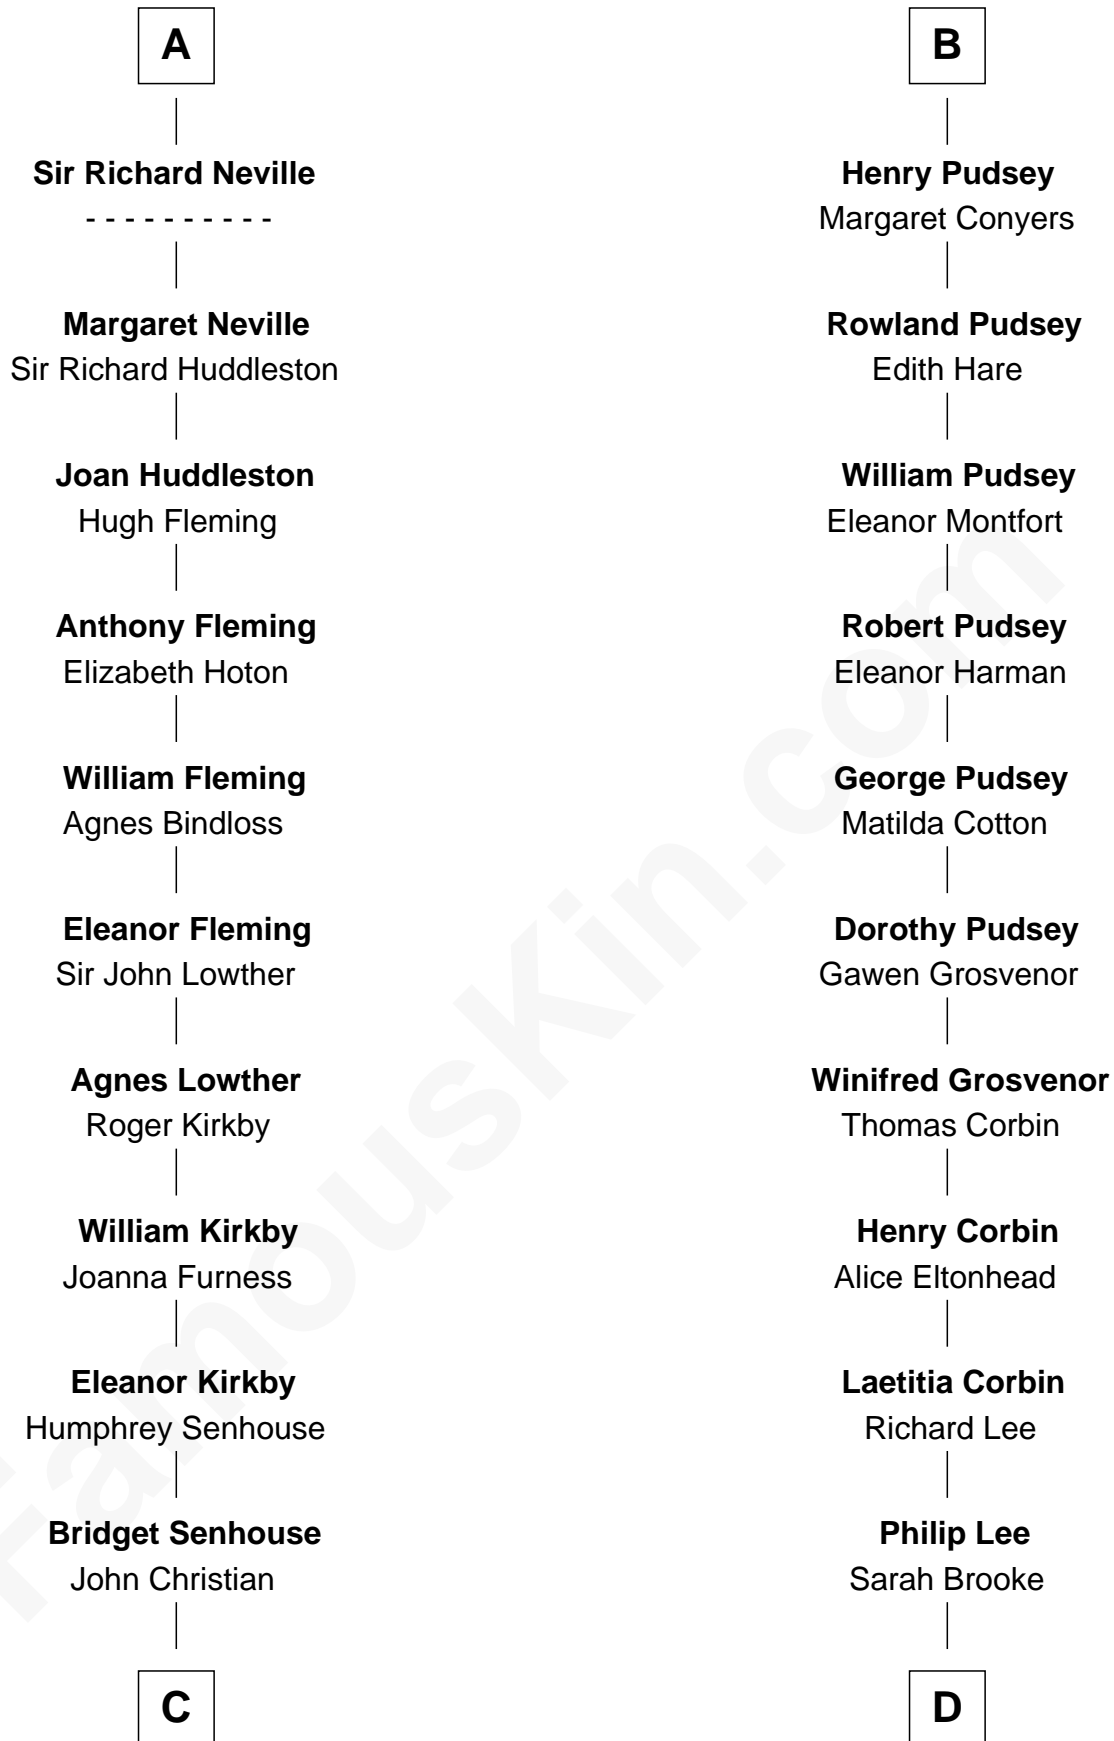 A
Sir Richard Neville
- - - - - - - - - -
Margaret Neville
Sir Richard Huddleston
Joan Huddleston
Hugh Fleming
Anthony Fleming
Elizabeth Hoton
William Fleming
Agnes Bindloss
Eleanor Fleming
Sir John Lowther
Agnes Lowther
Roger Kirkby
William Kirkby
Joanna Furness
Eleanor Kirkby
Humphrey Senhouse
Bridget Senhouse
John Christian
C
B
Henry Pudsey
Margaret Conyers
Rowland Pudsey
Edith Hare
William Pudsey
Eleanor Montfort
Robert Pudsey
Eleanor Harman
George Pudsey
Matilda Cotton
Dorothy Pudsey
Gawen Grosvenor
Winifred Grosvenor
Thomas Corbin
Henry Corbin
Alice Eltonhead
Laetitia Corbin
Richard Lee
Philip Lee
Sarah Brooke
D
FamousKin.com